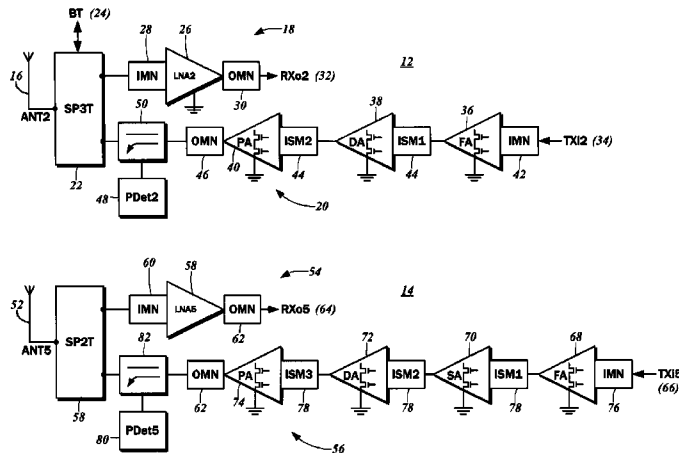 BT (24)
28
26
18
16
SP3T
IMN
LNA2
OMN
RXo2 (32)
12
ANT2
50
30
38
36
OMN
PA
ISM2
DA
ISM1
FA
IMN
TXI2 (34)
22
46
40
44
44
42
48
PDet2
20
60
58
54
52
SP2T
IMN
LNA5
OMN
RXo5 (64)
14
ANT5
82
62
72
70
68
OMN
PA
ISM3
DA
ISM2
SA
ISM1
FA
IMN
TXI5
(66)
58
62
74
78
78
78
76
80
PDet5
56